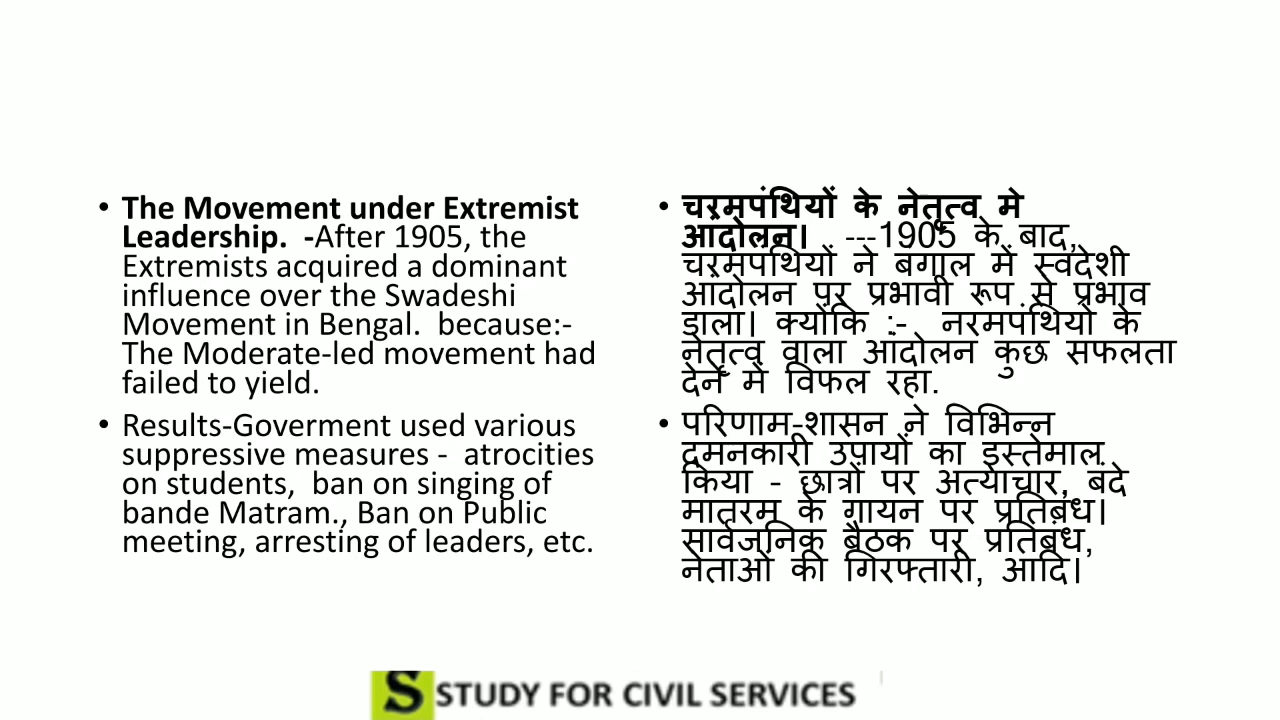 • The Movement under Extremist
Leadership. -After 1905, the
Extremists acquired a dominant
influence over the Swadeshi
Movement in Bengal. because:-
The Moderate-led movement had
failed to yield.
• Results-Goverment used various
suppressive measures - atrocities
on students, ban on singing of
bande Matram., Ban on Public
meeting, arresting of leaders, etc.
• चरमपंथियों के नेतृत्व मे
आंदोलन। ---1905 के बाद,
चरमपंथियों ने बंगाल में स्वदेशी
आंदोलन पर प्रभावी रूप से प्रभाव
डाला। क्योंकि :- नरमपंथियों के
नेतृत्व वाला आंदोलन कुछ सफलता
देने में विफल रहा.
• परिणाम-शासन ने विभिन्न
दमनकारी उपायों का इस्तेमाल
किया - छात्रों पर अत्याचार, बंदे
मातरम के गायन पर प्रतिबंध।
सार्वजनिक बैठक पर प्रतिबंध,
नेताओं की गिरफ्तारी, आदि।
S STUDY FOR CIVIL SERVICES